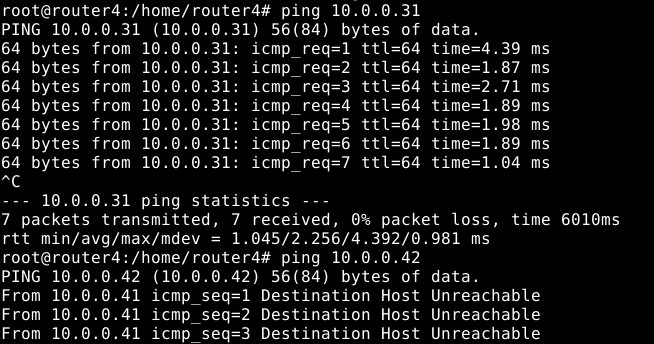 root@router4:/home/router4# ping 10.0.0.31
PING 10.0.0.31 (10.0.0.31) 56(84) bytes of data.
64 bytes from 10.0.0.31: icmp_req=1 ttl=64 time=4.39 ms
64 bytes from 10.0.0.31: icmp_req=2 ttl=64 time=1.87 ms
64 bytes from 10.0.0.31: icmp_req=3 ttl=64 time=2.71 ms
64 bytes from 10.0.0.31: icmp_req=4 ttl=64 time=1.89 ms
64 bytes from 10.0.0.31: icmp_req=5 ttl=64 time=1.98 ms
64 bytes from 10.0.0.31: icmp_req=6 ttl=64 time=1.89 ms
64 bytes from 10.0.0.31: icmp_req=7 ttl=64 time=1.04 ms
^C
--- 10.0.0.31 ping statistics ---
7 packets transmitted, 7 received, 0% packet loss, time 6010ms
rtt min/avg/max/mdev = 1.045/2.256/4.392/0.981 ms
root@router4:/home/router4# ping 10.0.0.42
PING 10.0.0.42 (10.0.0.42) 56(84) bytes of data.
From 10.0.0.41 icmp_seq=1 Destination Host Unreachable
From 10.0.0.41 icmp_seq=2 Destination Host Unreachable
From 10.0.0.41 icmp_seq=3 Destination Host Unreachable